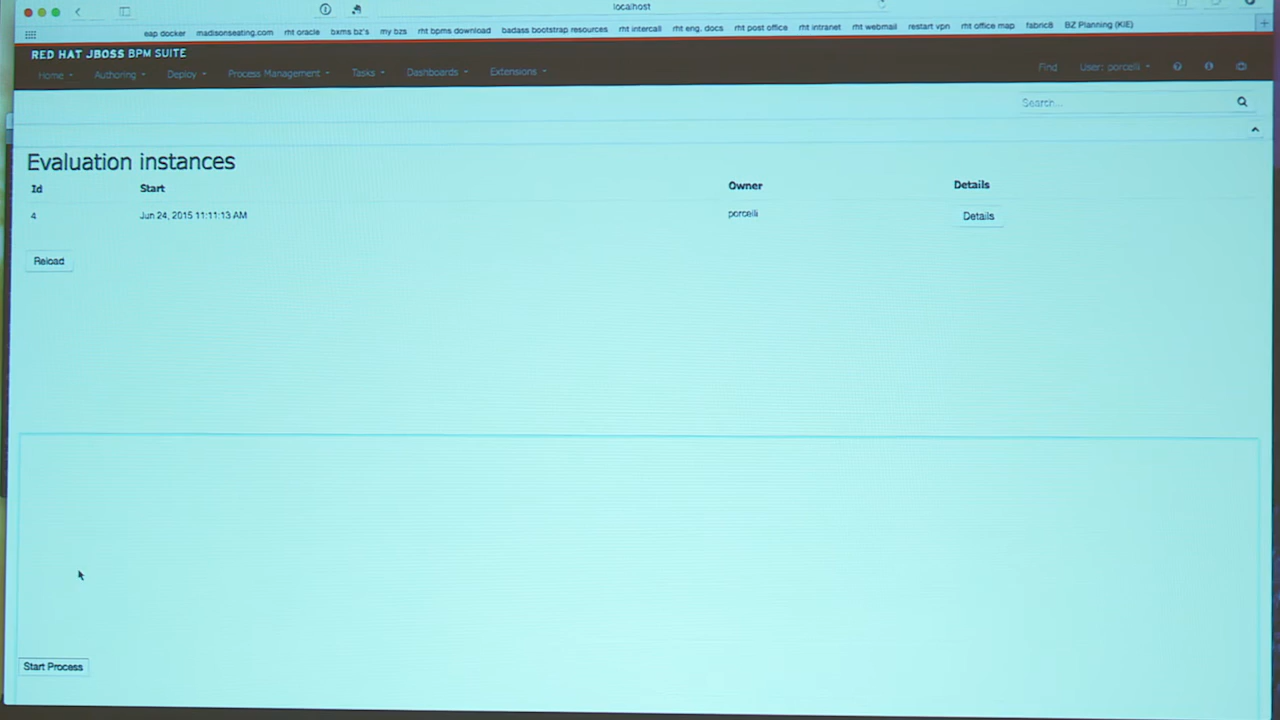 localhost
eap docker madisonseating.com rht oracle bxms bz's my bzs rht bpms download badass bootstrap resources rht intercall rht eng. docs rht post office rht intranet rht webmail restart vpn rht office map fabric8 BZ Planning (KIE)
RED HAT JBOSS BPM SUITE
Home Authoring Deploy Process Management Tasks Dashboards Extensions Find User: porcelli
Search...
Evaluation instances
Id Start Owner Details
4 Jun 24, 2015 11:11:13 AM porcelli Details
Reload
Start Process